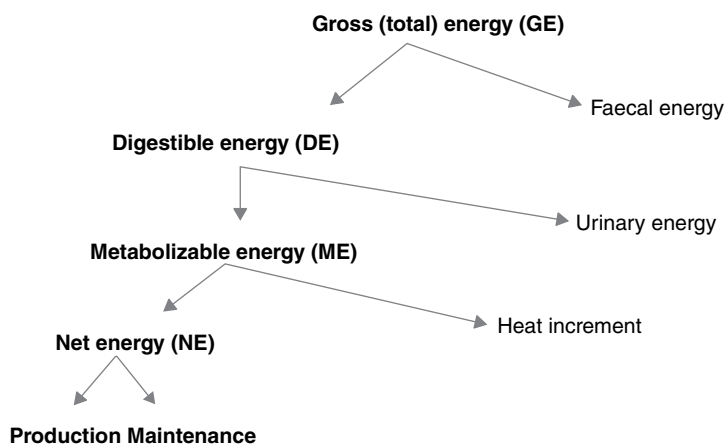 Gross (total) energy (GE)
Faecal energy
Digestible energy (DE)
Urinary energy
Metabolizable energy (ME)
Heat increment
Net energy (NE)
Production Maintenance